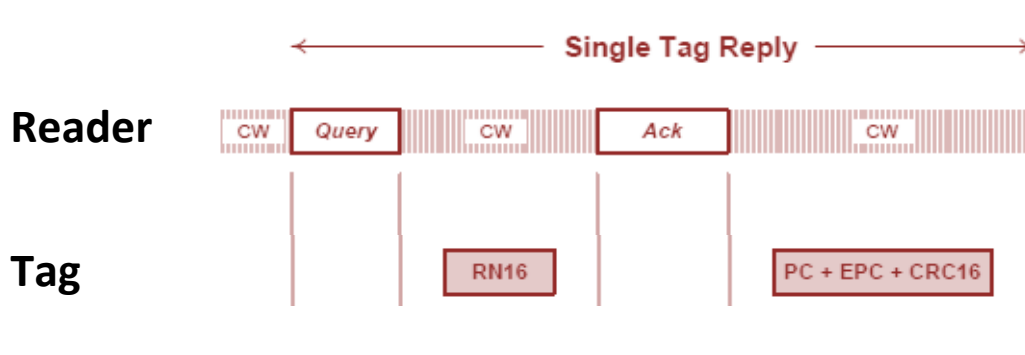 Single Tag Reply
Reader
CW Query CW Ack CW
Tag
RN16 PC + EPC + CRC16